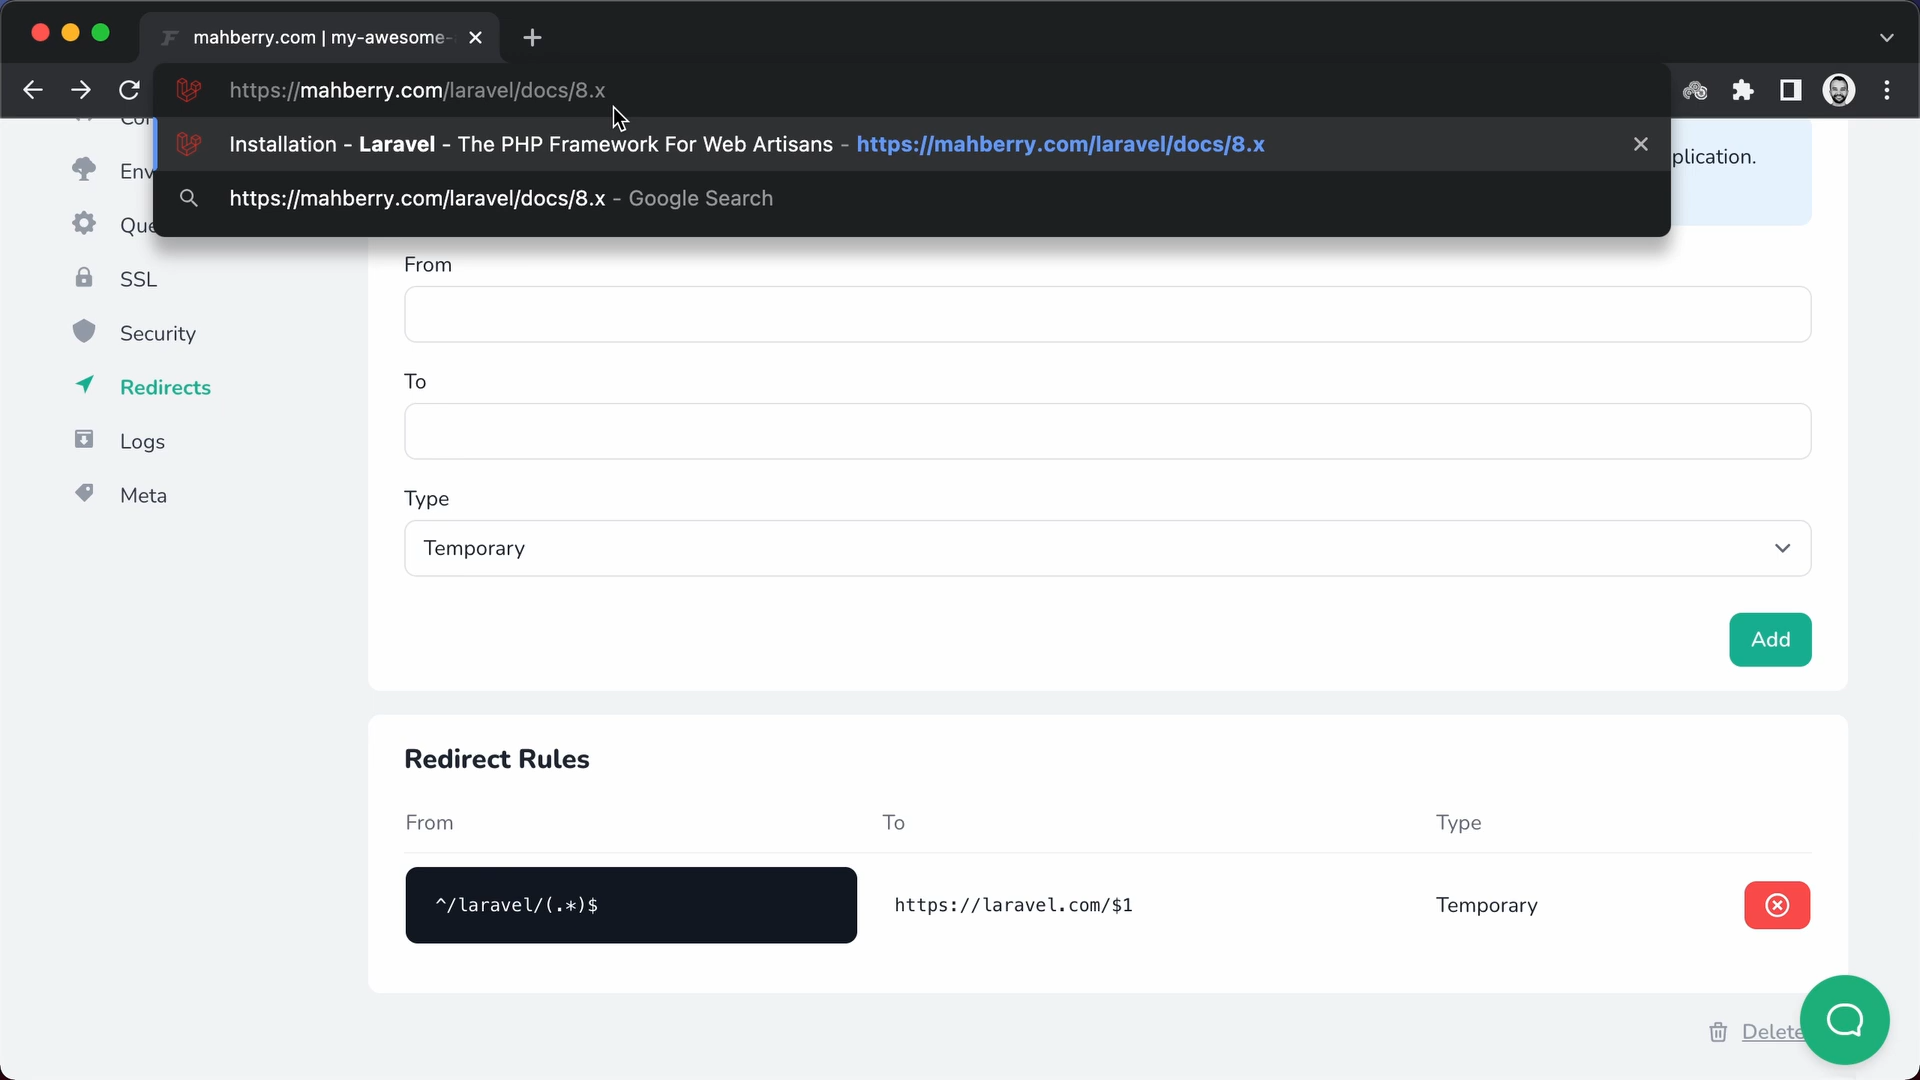 mahberry.com | my-awesome-
https://mahberry.com/laravel/docs/8.x
Installation - Laravel - The PHP Framework For Web Artisans - https://mahberry.com/laravel/docs/8.x
https://mahberry.com/laravel/docs/8.x - Google Search
plication.
Env
Que
SSL
Security
Redirects
Logs
Meta
From
To
Type
Temporary
Add
Redirect Rules
From To Type
^/laravel/(.*)$ https://laravel.com/$1 Temporary
Delete